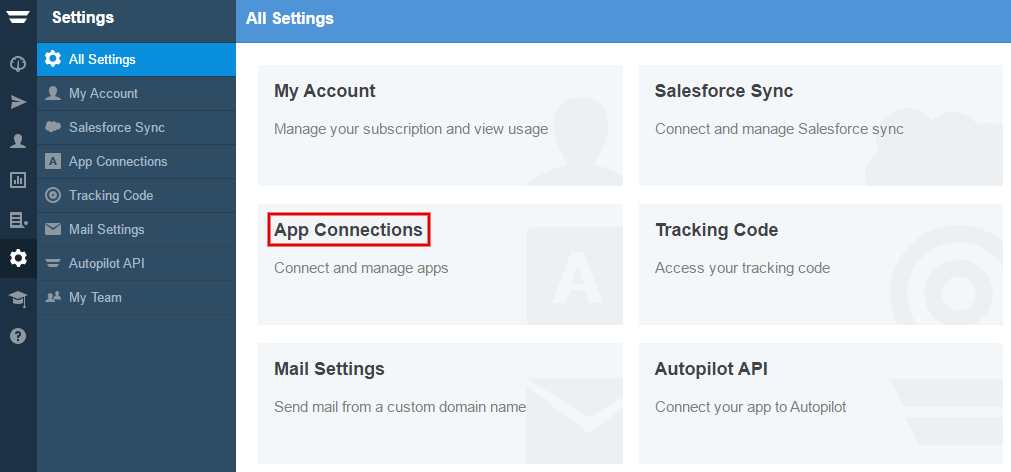 Settings
All Settings
My Account
Salesforce Sync
App Connections
Tracking Code
Mail Settings
Autopilot API
My Team
All Settings
My Account
Manage your subscription and view usage
Salesforce Sync
Connect and manage Salesforce sync
App Connections
Connect and manage apps
Tracking Code
Access your tracking code
Mail Settings
Send mail from a custom domain name
Autopilot API
Connect your app to Autopilot